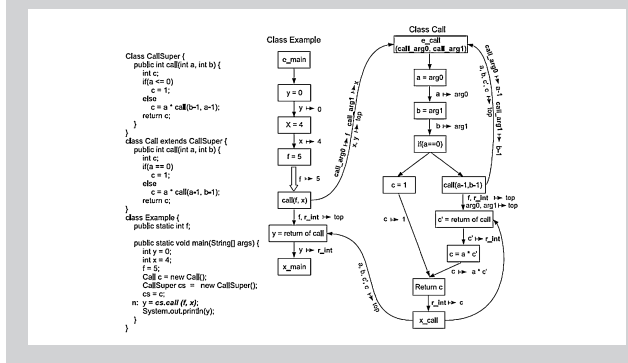 Class CallSuper {
public int call(int a, int b) {
int c;
if(a <= 0)
c = 1;
else
c = a * call(b-1, a-1);
return c;
}
}
class Call extends CallSuper {
public int call(int a, int b) {
int c;
if(a == 0)
c = 1;
else
c = a * call(a-1, b-1);
return c;
}
}
class Example {
public static int f;
public static void main(String[] args) {
int y = 0;
int x = 4;
f = 5;
Call c = new Call();
CallSuper cs = new CallSuper();
cs = c;
n: y = cs.call (f, x);
System.out.println(y);
}
}
Class Example
e_main
y = 0
y ↦ 0
X = 4
x ↦ 4
f = 5
f ↦ 5
call(f, x)
f, r_int ↦ top
y = return of call
y ↦ r_int
x_main
call_arg0 ↦ f call_arg1 ↦ x
x, y ↦ top
a, b, c', c ↦ top
Class Call
e_call
(call_arg0, call_arg1)
a = arg0
a ↦ arg0
b = arg1
b ↦ arg1
if(a==0)
c = 1
c ↦ 1
call(a-1,b-1)
f, r_int ↦ top
arg0, arg1 ↦ top
c' = return of call
c' ↦ r_int
c = a * c'
c ↦ a * c'
Return c
r_int ↦ c
x_call
call_arg0 ↦ a-1 call_arg1 ↦ b-1
a, b, c', c ↦ top